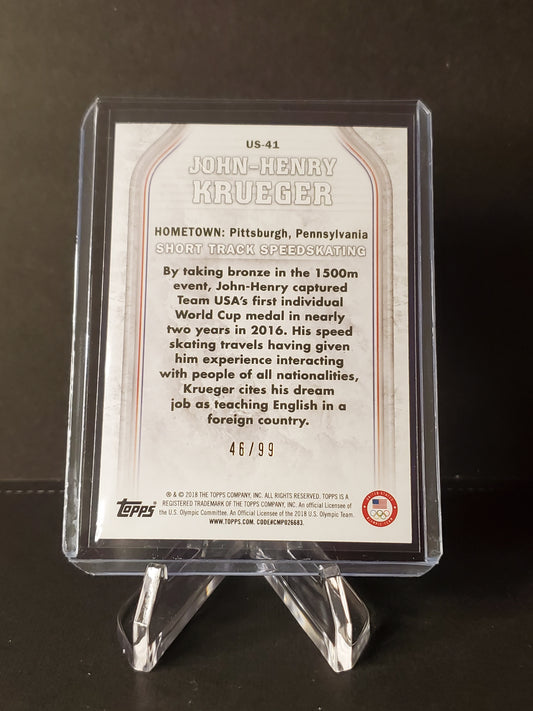 US-41
JOHN-HENRY
KRUEGER
HOMETOWN: Pittsburgh, Pennsylvania
SHORT TRACK SPEEDSKATING
By taking bronze in the 1500m
event, John-Henry captured
Team USA's first individual
World Cup medal in nearly
two years in 2016. His speed
skating travels having given
him experience interacting
with people of all nationalities,
Krueger cites his dream
job as teaching English in a
foreign country.
46/99
Topps
® & © 2018 THE TOPPS COMPANY, INC. ALL RIGHTS RESERVED. TOPPS IS A
REGISTERED TRADEMARK OF THE TOPPS COMPANY, INC. An official Licensee of
the U.S. Olympic Committee. An Official Licensee of the 2018 U.S. Olympic Team.
WWW.TOPPS.COM. CODE#CMP026683.